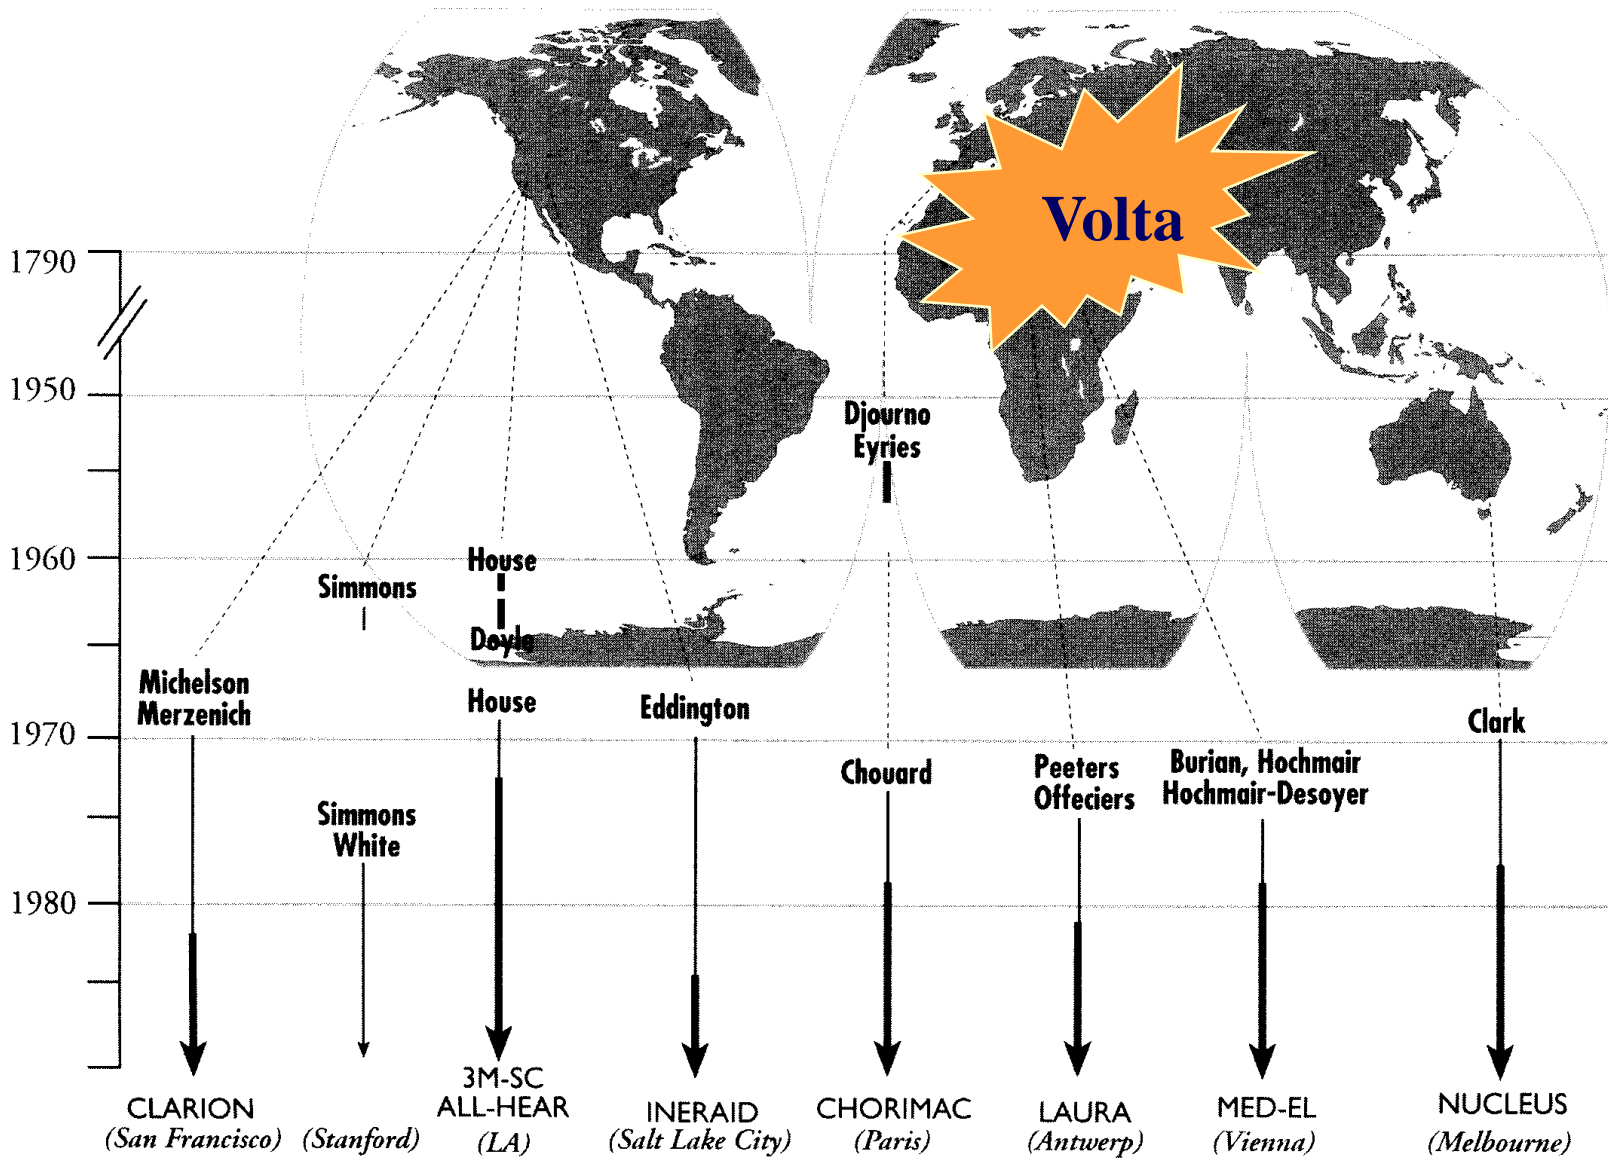 Volta
1790
1950
Djourno
Eyries
1960
House
Simmons
Doyle
Michelson
Merzenich
House
Eddington
1970
Clark
Chouard
Peeters
Offeciers
Burian, Hochmair
Hochmair-Desoyer
Simmons
White
1980
CLARION
(San Francisco)
(Stanford)
3M-SC
ALL-HEAR
(LA)
INERAID
(Salt Lake City)
CHORIMAC
(Paris)
LAURA
(Antwerp)
MED-EL
(Vienna)
NUCLEUS
(Melbourne)